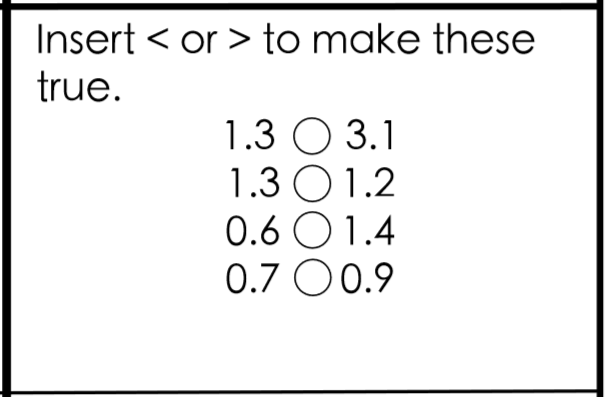 Insert < or > to make these
true.
1.3 ◯ 3.1
1.3 ◯ 1.2
0.6 ◯ 1.4
0.7 ◯ 0.9